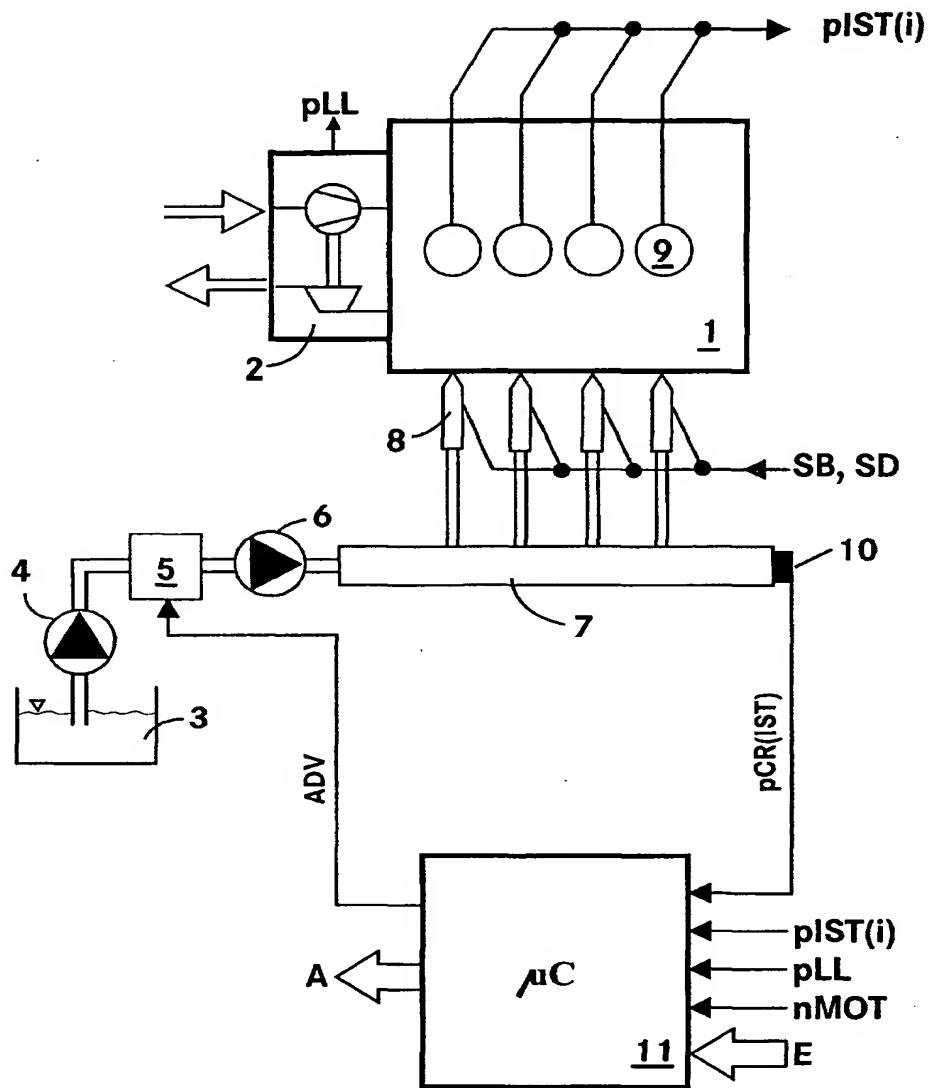 pIST(i)
pLL
9
1
2
8
SB, SD
6
10
4
5
7
3
ADV
pCR(IST)
pIST(i)
µC
pLL
A
nMOT
11
E